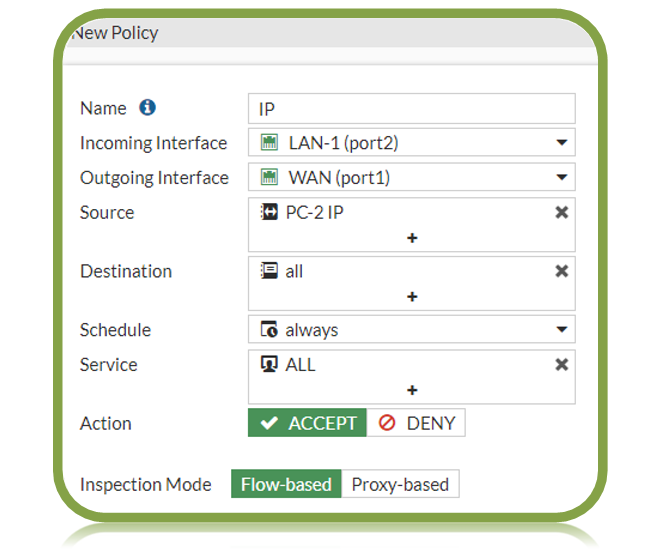 New Policy
Name IP
Incoming Interface LAN-1 (port2)
Outgoing Interface WAN (port1)
Source PC-2 IP
+
Destination all
+
Schedule always
Service ALL
+
Action ACCEPT DENY
Inspection Mode Flow-based Proxy-based